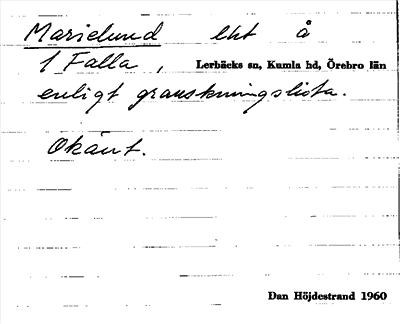 Marielund lht å
1 Falla, Lerbäcks sn, Kumla hd, Örebro län
enligt granskningslista.
Okänt.
Dan Höjdestrand 1960